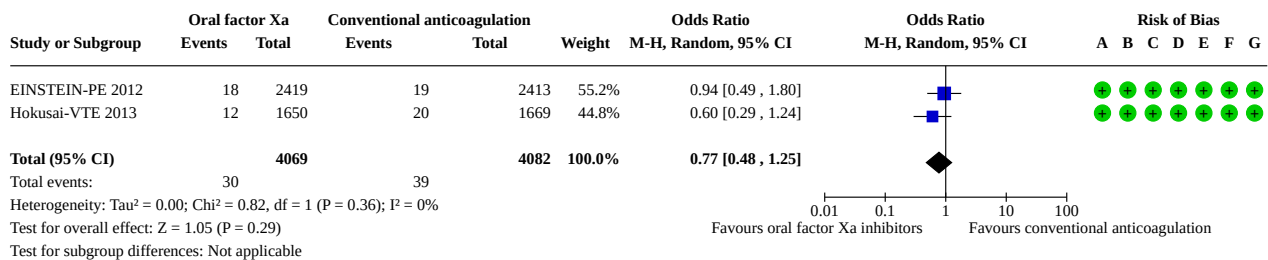 Oral factor Xa Conventional anticoagulation Odds Ratio Odds Ratio Risk of Bias
Study or Subgroup Events Total Events Total Weight M-H, Random, 95% CI M-H, Random, 95% CI A B C D E F G
EINSTEIN-PE 2012 18 2419 19 2413 55.2% 0.94 [0.49 , 1.80] + + + + + + +
Hokusai-VTE 2013 12 1650 20 1669 44.8% 0.60 [0.29 , 1.24] + + + + + + +
Total (95% CI) 4069 4082 100.0% 0.77 [0.48 , 1.25]
Total events: 30 39
Heterogeneity: Tau² = 0.00; Chi² = 0.82, df = 1 (P = 0.36); I² = 0%
0.01 0.1 1 10 100
Test for overall effect: Z = 1.05 (P = 0.29) Favours oral factor Xa inhibitors Favours conventional anticoagulation
Test for subgroup differences: Not applicable